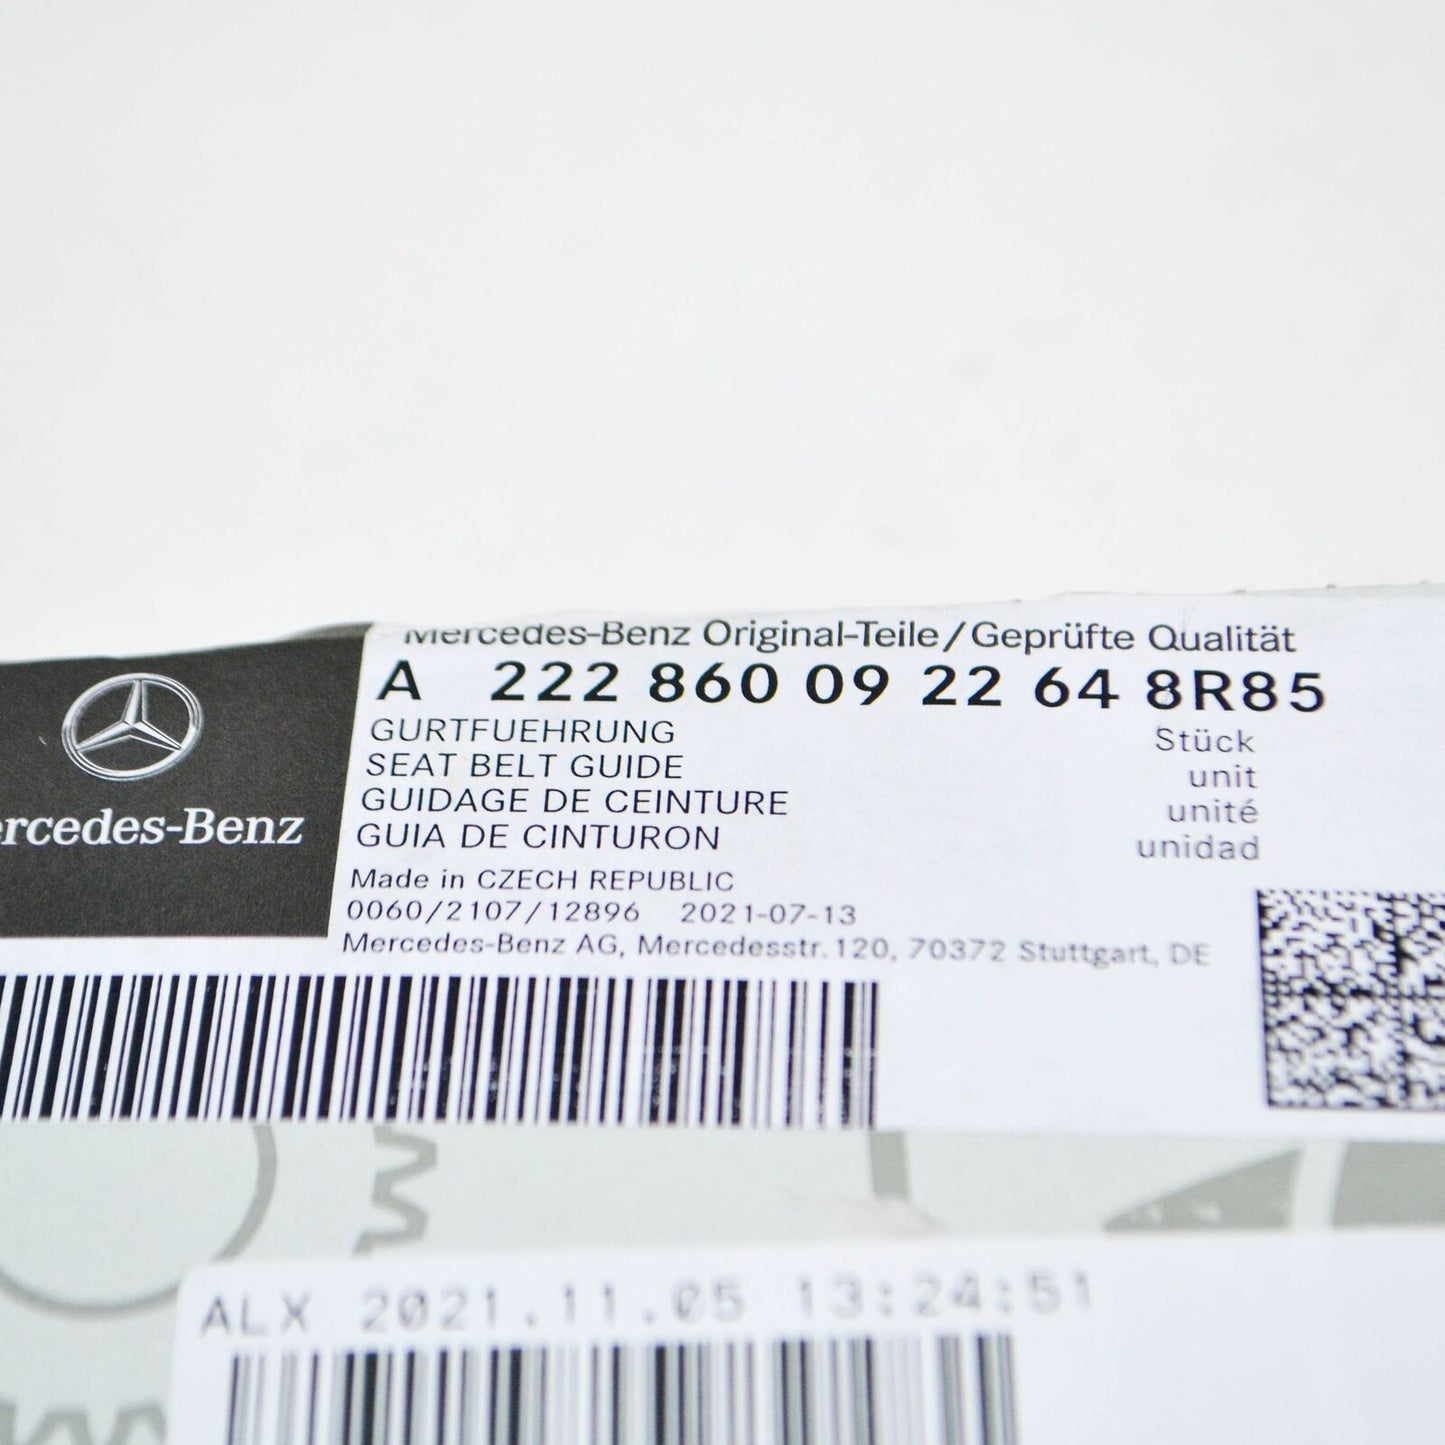 Mercedes-Benz Original-Teile/Geprüfte Qualität
A 222 860 09 22 64 8R85
GURTFUEHRUNG
SEAT BELT GUIDE
GUIDAGE DE CEINTURE
GUIA DE CINTURON
Stück
unit
unité
unidad
ercedes-Benz
Made in CZECH REPUBLIC
0060/2107/12896 2021-07-13
Mercedes-Benz AG, Mercedesstr. 120, 70372 Stuttgart, DE
ALX 2021.11.05 13:24:51